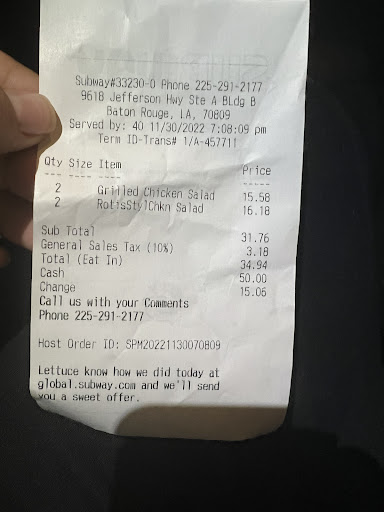 Subway#33230-0 Phone 225-291-2177
9618 Jefferson Hwy Ste A BLdg B
Baton Rouge, LA, 70809
Served by: 40 11/30/2022 7:08:09 pm
Term ID-Trans# 1/A-457711
Qty Size Item Price
--- ---- ---- -----
2 Grilled Chicken Salad 15.58
2 RotisStylChkn Salad 16.18
Sub Total 31.76
General Sales Tax (10%) 3.18
Total (Eat In) 34.94
Cash 50.00
Change 15.06
Call us with your Comments
Phone 225-291-2177
Host Order ID: SPM20221130070809
Lettuce know how we did today at
global.subway.com and we'll send
you a sweet offer.